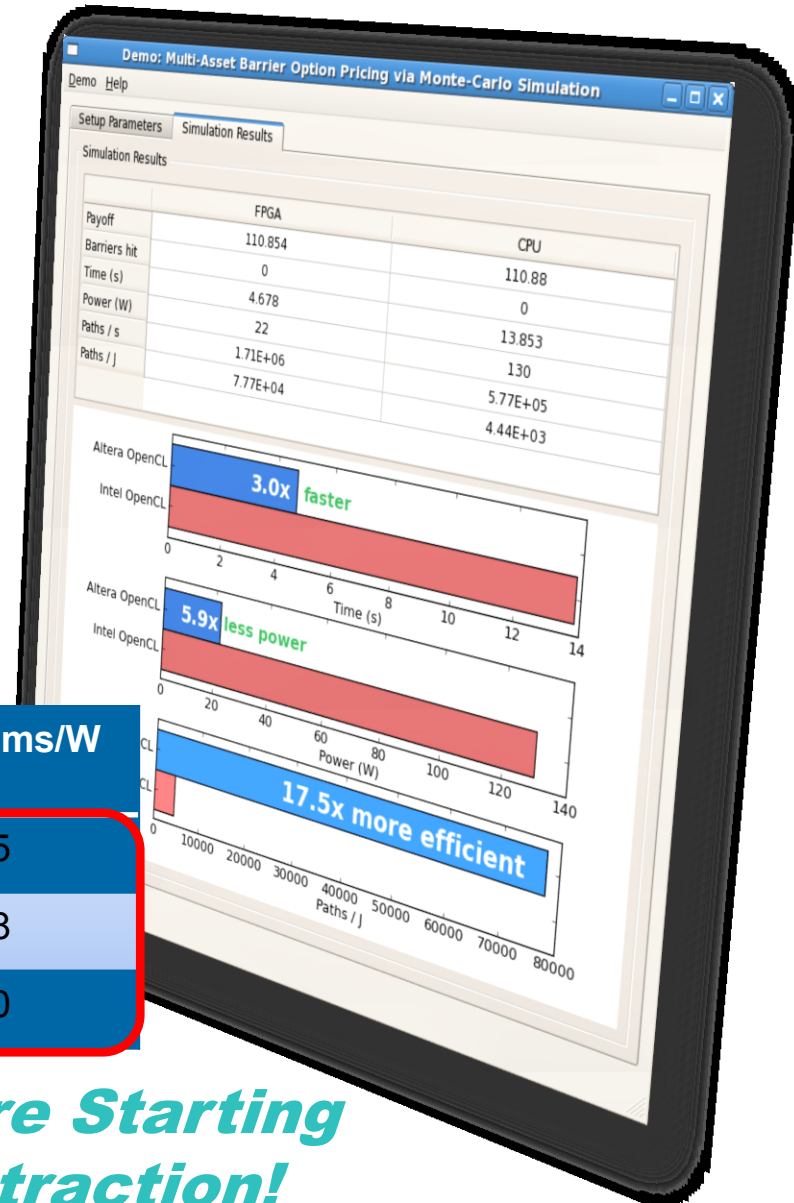 Demo: Multi-Asset Barrier Option Pricing via Monte-Carlo Simulation
Demo Help
Setup Parameters Simulation Results
Simulation Results
FPGA CPU
Payoff 110.854 110.88
Barriers hit 0 0
Time (s) 4.678 13.853
Power (W) 22 130
Paths / s 1.71E+06 5.77E+05
Paths / J 7.77E+04 4.44E+03
Altera OpenCL 3.0x faster
Intel OpenCL
0 2 4 6 8 10 12 14
Time (s)
Altera OpenCL 5.9x less power
Intel OpenCL
0 20 40 60 80 100 120 140
Power (W)
CL 17.5x more efficient
CL
0 10000 20000 30000 40000 50000 60000 70000 80000
Paths / J
ms/W
5
3
0
re Starting
traction!